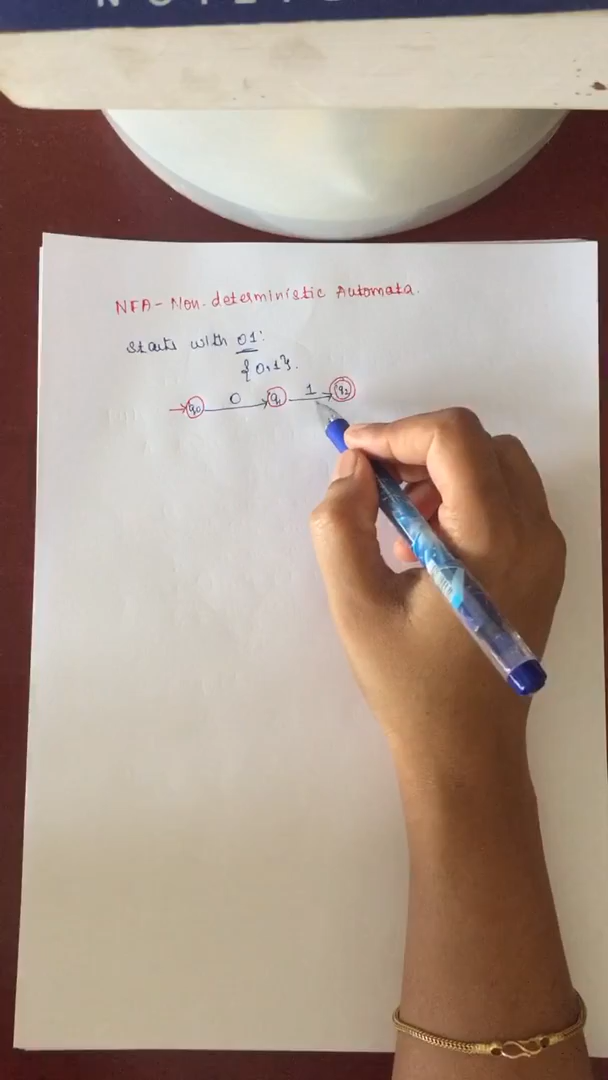 NFA - Non-deterministic Automata.
starts with 01:
{0,1}.
0 1
q0 q1 q2